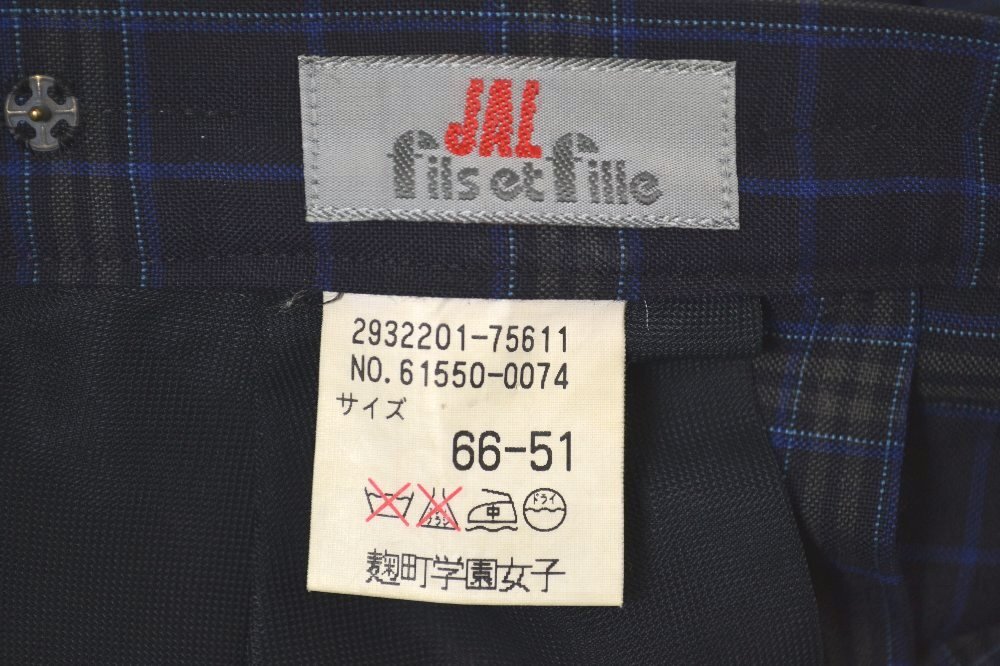 JAL
fils et fille
2932201-75611
NO. 61550-0074
サイズ
66-51
中 ドライ
麹町学園女子